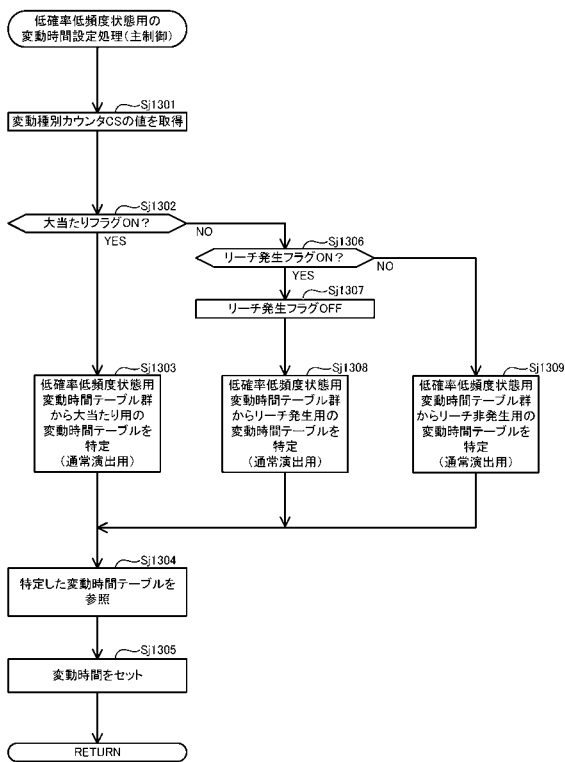 低確率低頻度状態用の
変動時間設定処理(主制御)
Sj1301
変動種別カウンタCSの値を取得
Sj1302
大当たりフラグON?
NO
YES
Sj1306
リーチ発生フラグON?
NO
YES
Sj1307
リーチ発生フラグOFF
Sj1303
低確率低頻度状態用
変動時間テーブル群
から大当たり用の
変動時間テーブルを
特定
(通常演出用)
Sj1308
低確率低頻度状態用
変動時間テーブル群
からリーチ発生用の
変動時間テーブルを
特定
(通常演出用)
Sj1309
低確率低頻度状態用
変動時間テーブル群
からリーチ非発生用の
変動時間テーブルを
特定
(通常演出用)
Sj1304
特定した変動時間テーブルを
参照
Sj1305
変動時間をセット
RETURN